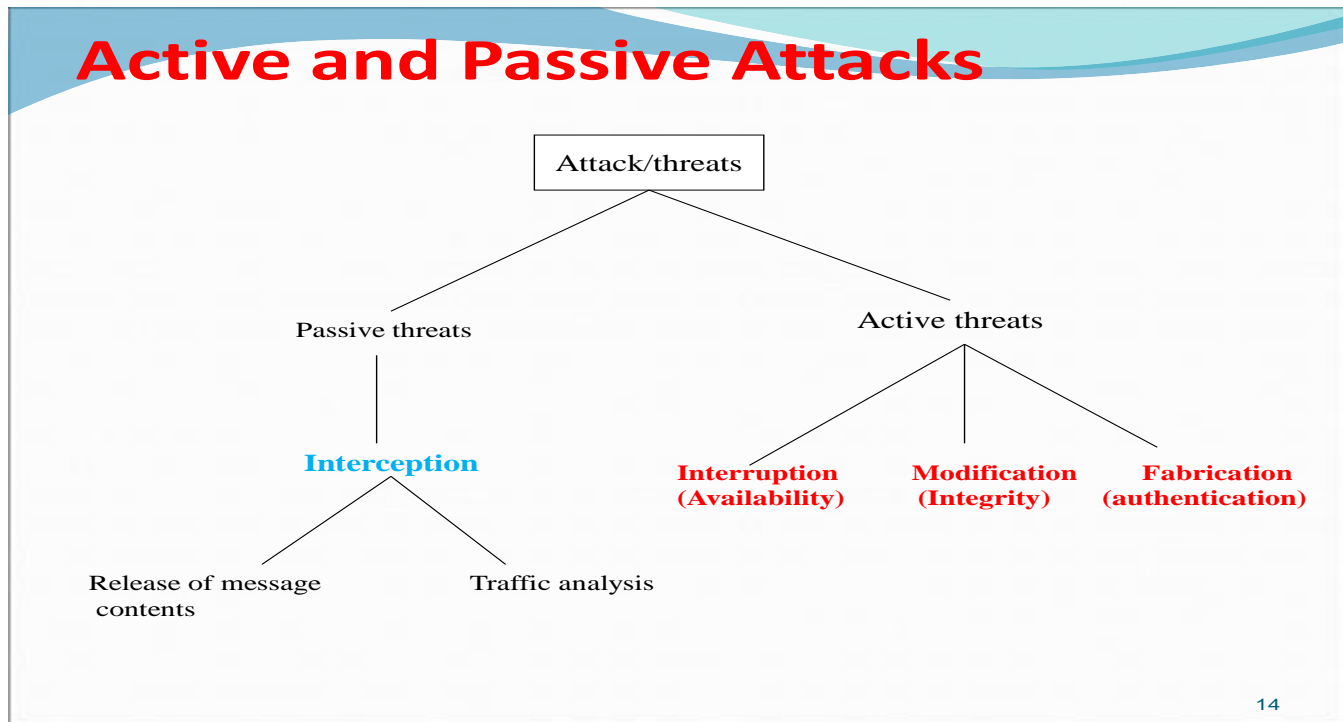 Active and Passive Attacks
Attack/threats
Passive threats
Active threats
Interception
Interruption
(Availability)
Modification
(Integrity)
Fabrication
(authentication)
Release of message
contents
Traffic analysis
14